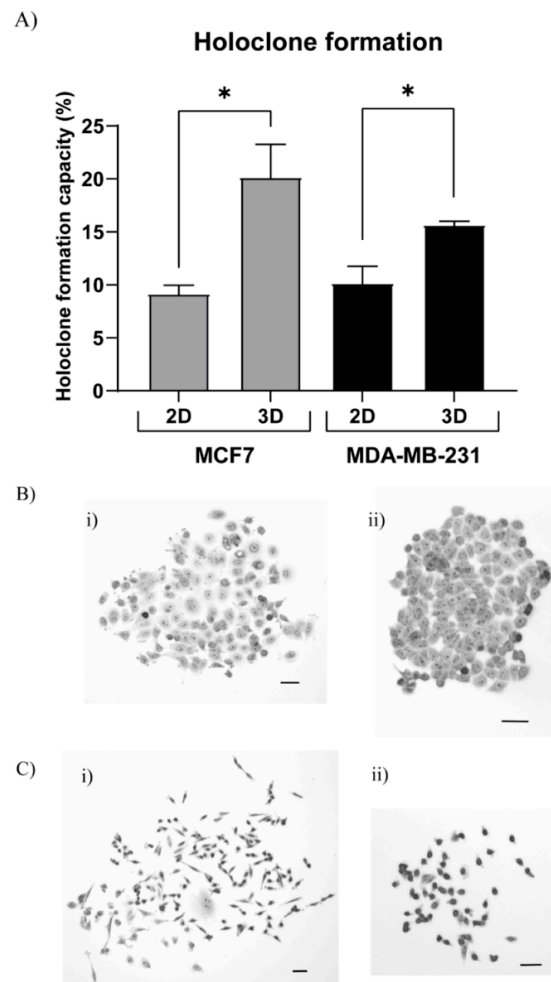 A)
Holoclone formation
Holoclone formation capacity (%)
25
20
15
10
5
0
*
*
2D 3D 2D 3D
MCF7 MDA-MB-231
B)
i) ii)
C)
i) ii)